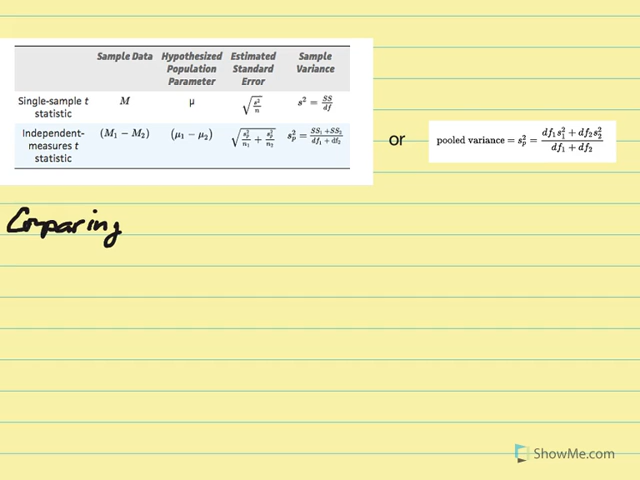 Sample Data Hypothesized Population Parameter Estimated Standard Error Sample Variance
Single-sample t statistic M μ √(s²/n) s² = SS/df
Independent-measures t statistic (M₁ − M₂) (μ₁ − μ₂) √(s²ₚ/n₁ + s²ₚ/n₂) s²ₚ = (SS₁ + SS₂)/(df₁ + df₂)
or
pooled variance = s²ₚ = (df₁s²₁ + df₂s²₂)/(df₁ + df₂)
Comparing
ShowMe.com